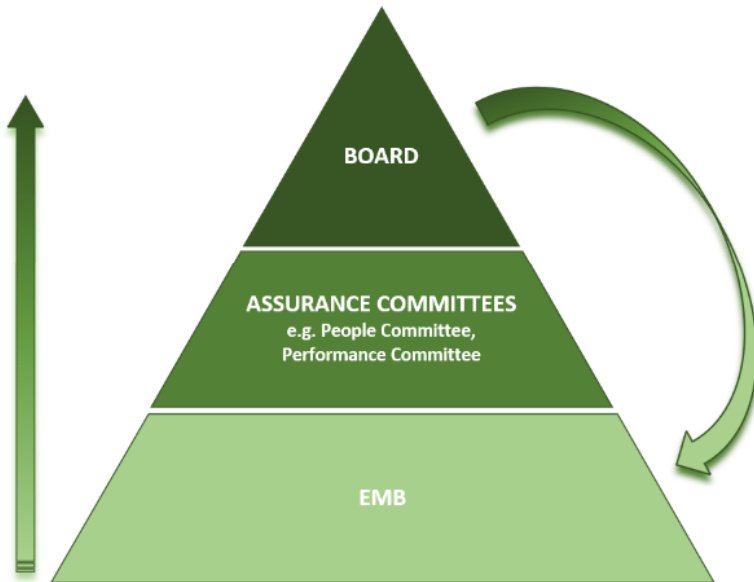 BOARD
ASSURANCE COMMITTEES
e.g. People Committee,
Performance Committee
EMB